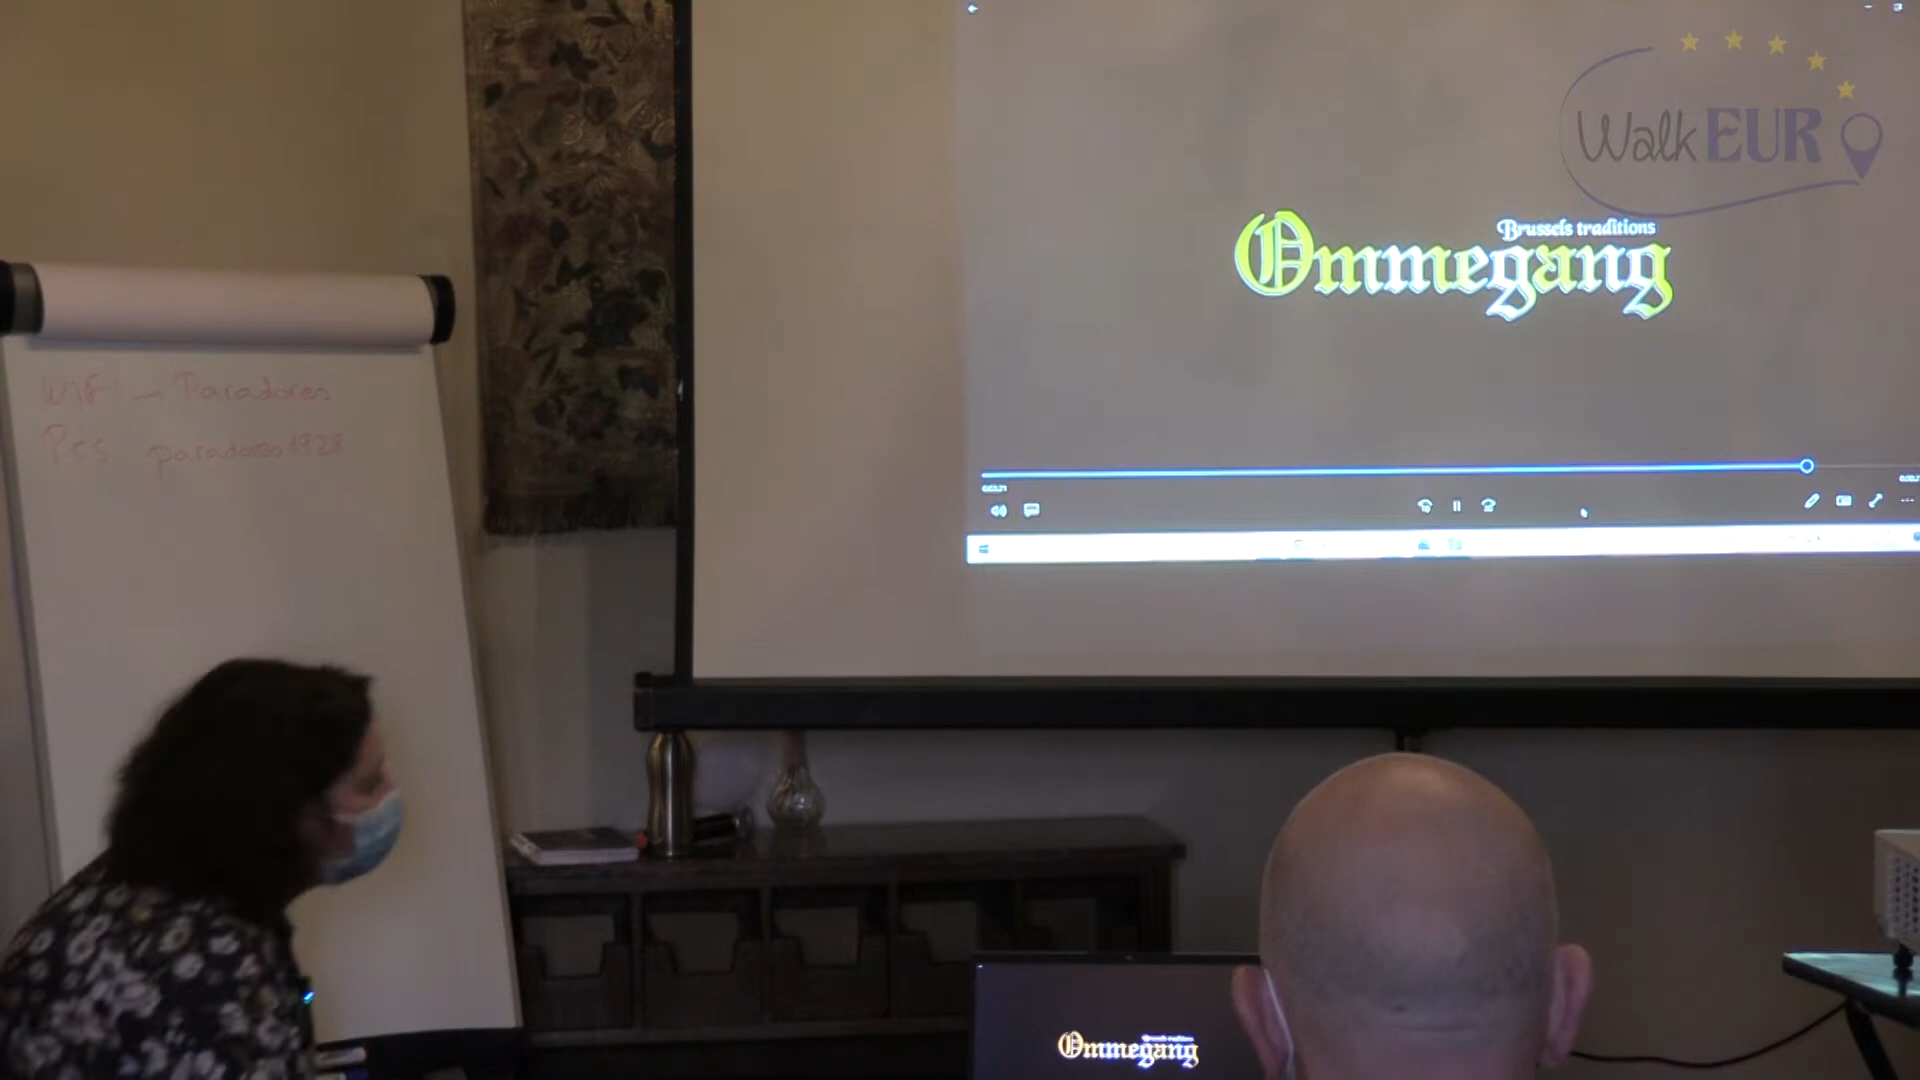 WalkEUR
Brussels traditions
Ommegang
Wifi - Paradores
Pss paradores1928
Ommegang